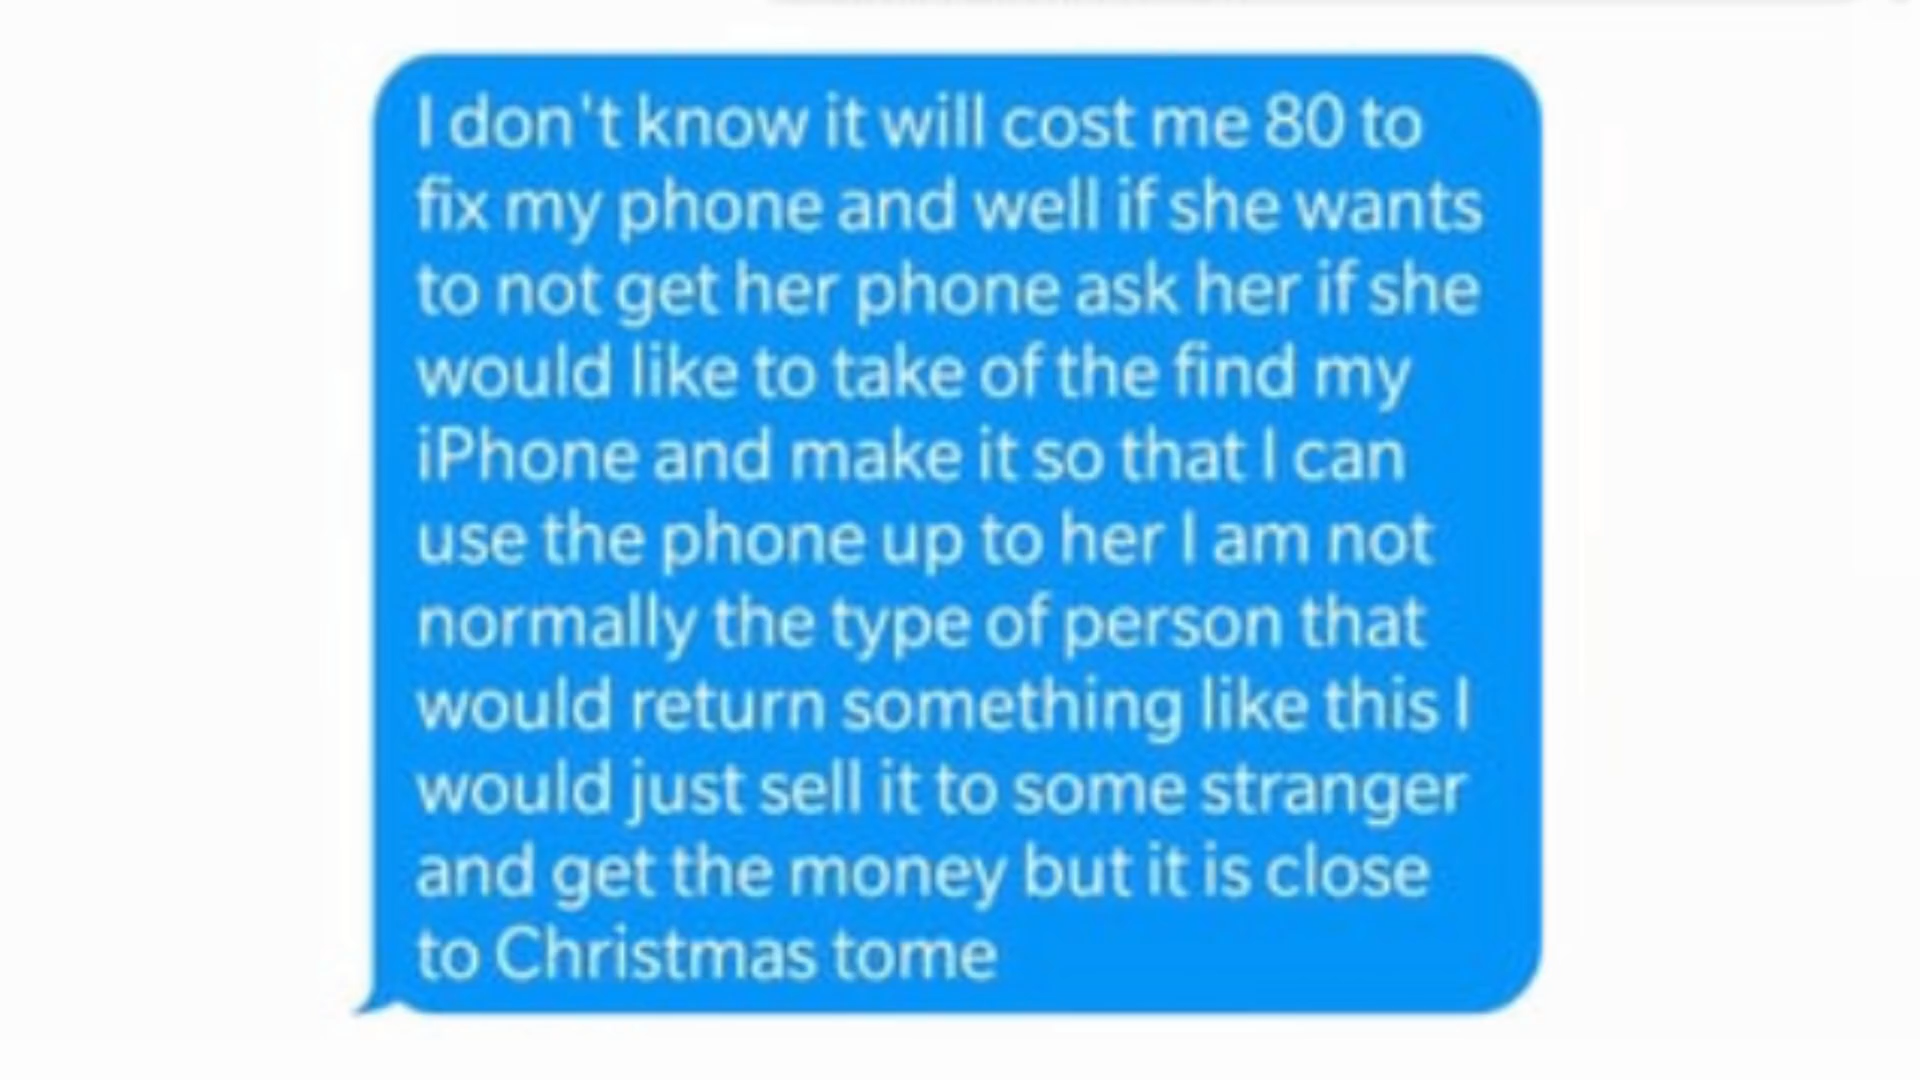 I don't know it will cost me 80 to
fix my phone and well if she wants
to not get her phone ask her if she
would like to take of the find my
iPhone and make it so that I can
use the phone up to her I am not
normally the type of person that
would return something like this I
would just sell it to some stranger
and get the money but it is close
to Christmas tome